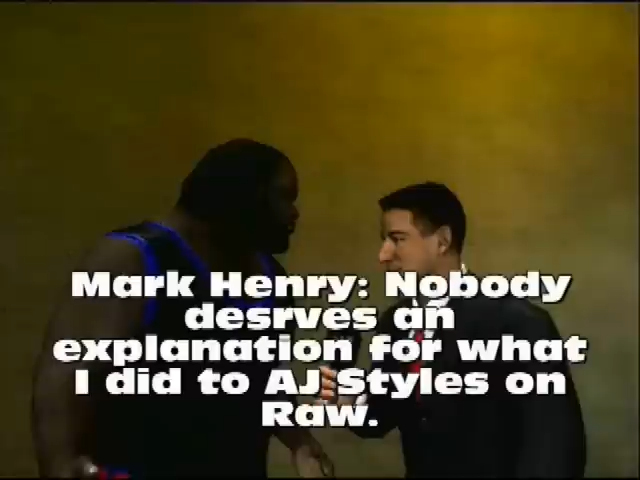 Mark Henry: Nobody
desrves an
explanation for what
I did to AJ Styles on
Raw.